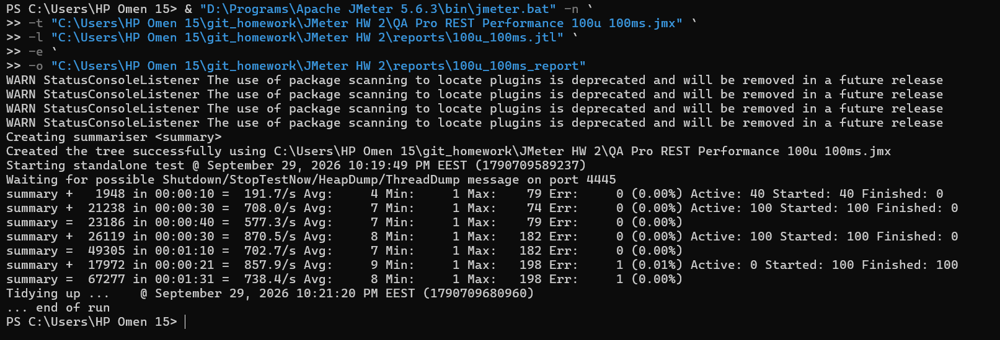 PS C:\Users\HP Omen 15> & "D:\Programs\Apache JMeter 5.6.3\bin\jmeter.bat" -n `
>> -t "C:\Users\HP Omen 15\git_homework\JMeter HW 2\QA Pro REST Performance 100u 100ms.jmx" `
>> -l "C:\Users\HP Omen 15\git_homework\JMeter HW 2\reports\100u_100ms.jtl" `
>> -e `
>> -o "C:\Users\HP Omen 15\git_homework\JMeter HW 2\reports\100u_100ms_report"
WARN StatusConsoleListener The use of package scanning to locate plugins is deprecated and will be removed in a future release
WARN StatusConsoleListener The use of package scanning to locate plugins is deprecated and will be removed in a future release
WARN StatusConsoleListener The use of package scanning to locate plugins is deprecated and will be removed in a future release
WARN StatusConsoleListener The use of package scanning to locate plugins is deprecated and will be removed in a future release
Creating summariser <summary>
Created the tree successfully using C:\Users\HP Omen 15\git_homework\JMeter HW 2\QA Pro REST Performance 100u 100ms.jmx
Starting standalone test @ September 29, 2026 10:19:49 PM EEST (1790709589237)
Waiting for possible Shutdown/StopTestNow/HeapDump/ThreadDump message on port 4445
summary +   1948 in 00:00:10 =  191.7/s Avg:     4 Min:     1 Max:    79 Err:     0 (0.00%) Active: 40 Started: 40 Finished: 0
summary +  21238 in 00:00:30 =  708.0/s Avg:     7 Min:     1 Max:    74 Err:     0 (0.00%) Active: 100 Started: 100 Finished: 0
summary =  23186 in 00:00:40 =  577.3/s Avg:     7 Min:     1 Max:    79 Err:     0 (0.00%)
summary +  26119 in 00:00:30 =  870.5/s Avg:     8 Min:     1 Max:   182 Err:     0 (0.00%) Active: 100 Started: 100 Finished: 0
summary =  49305 in 00:01:10 =  702.7/s Avg:     7 Min:     1 Max:   182 Err:     0 (0.00%)
summary +  17972 in 00:00:21 =  857.9/s Avg:     9 Min:     1 Max:   198 Err:     1 (0.01%) Active: 0 Started: 100 Finished: 100
summary =  67277 in 00:01:31 =  738.4/s Avg:     8 Min:     1 Max:   198 Err:     1 (0.00%)
Tidying up ...    @ September 29, 2026 10:21:20 PM EEST (1790709680960)
... end of run
PS C:\Users\HP Omen 15>